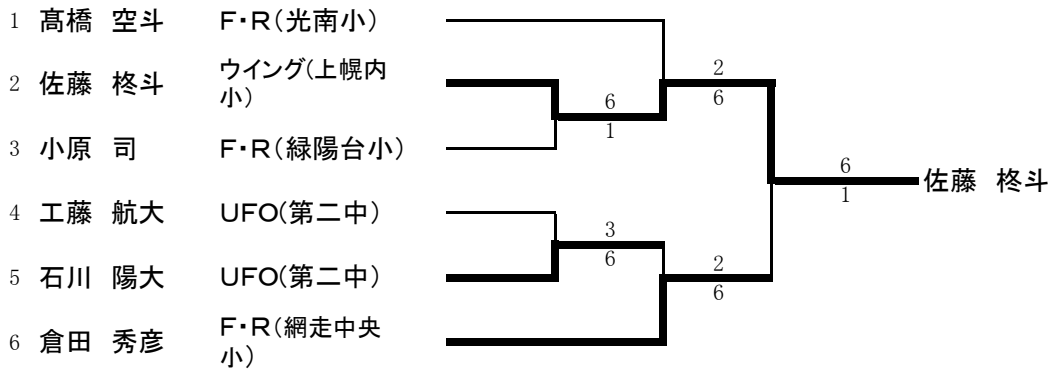 1 髙橋 空斗 F・R(光南小)
2 佐藤 柊斗 ウイング(上幌内
小)
3 小原 司 F・R(緑陽台小)
4 工藤 航大 UFO(第二中)
5 石川 陽大 UFO(第二中)
6 倉田 秀彦 F・R(網走中央
小)
6
1
3
6
2
6
2
6
6
1
佐藤 柊斗